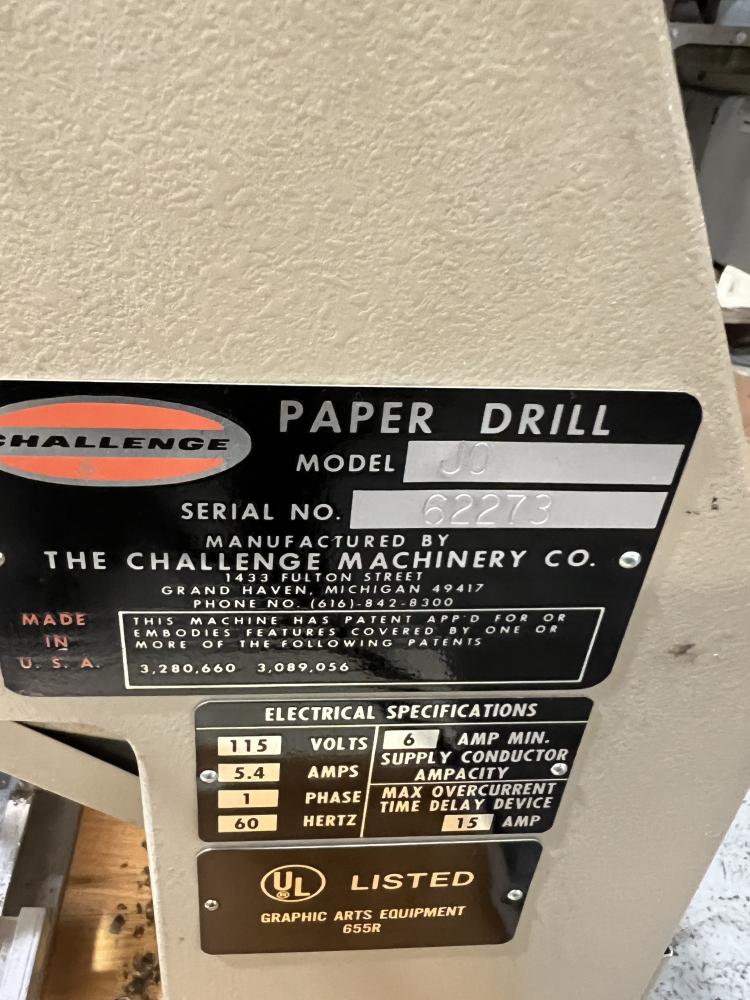 CHALLENGE
PAPER DRILL
MODEL JO
SERIAL NO. 62273
MANUFACTURED BY
THE CHALLENGE MACHINERY CO.
1433 FULTON STREET
GRAND HAVEN, MICHIGAN 49417
PHONE NO. (616)-842-8300
MADE
IN
U. S. A.
THIS MACHINE HAS PATENT APP'D FOR OR
EMBODIES FEATURES COVERED BY ONE OR
MORE OF THE FOLLOWING PATENTS
3,280,660 3,089,056
ELECTRICAL SPECIFICATIONS
115 VOLTS
5.4 AMPS
1 PHASE
60 HERTZ
6 AMP MIN.
SUPPLY CONDUCTOR
AMPACITY
MAX OVERCURRENT
TIME DELAY DEVICE
15 AMP
UL ® LISTED
GRAPHIC ARTS EQUIPMENT
655R